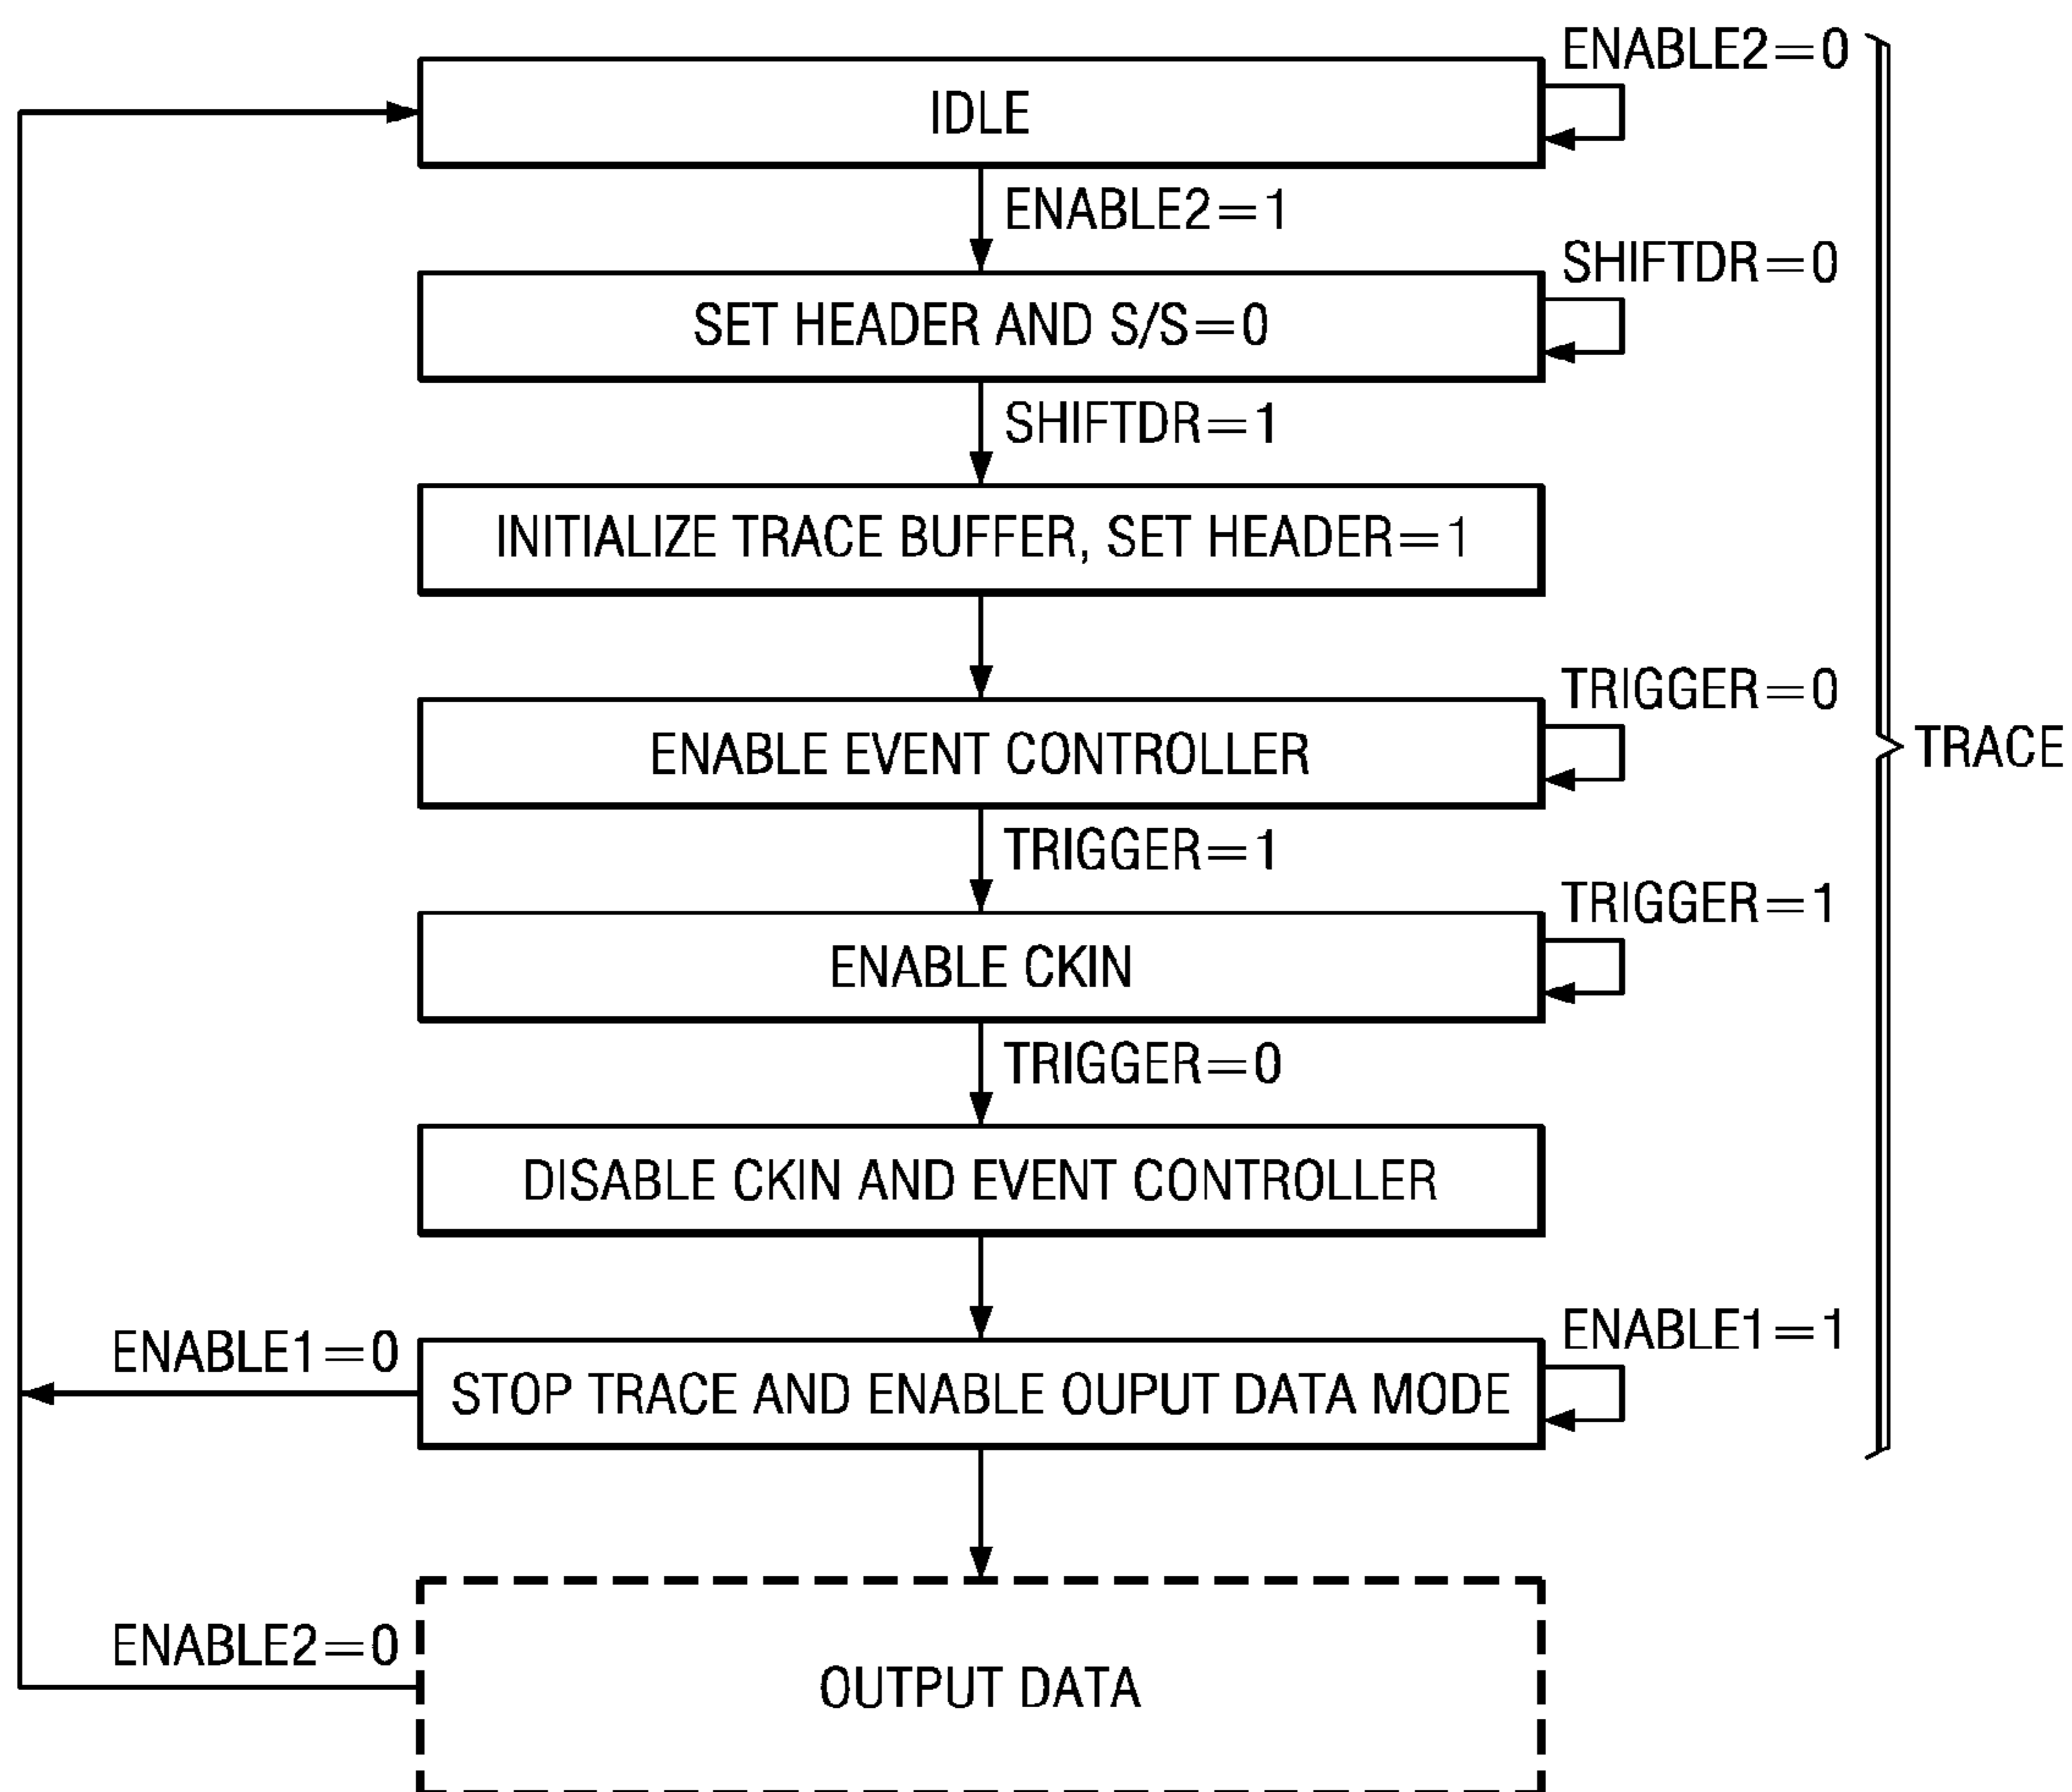 ENABLE2=0
IDLE
ENABLE2=1
SHIFTDR=0
SET HEADER AND S/S=0
SHIFTDR=1
INITIALIZE TRACE BUFFER, SET HEADER=1
TRIGGER=0
ENABLE EVENT CONTROLLER
TRACE
TRIGGER=1
TRIGGER=1
ENABLE CKIN
TRIGGER=0
DISABLE CKIN AND EVENT CONTROLLER
ENABLE1=0
ENABLE1=1
STOP TRACE AND ENABLE OUPUT DATA MODE
ENABLE2=0
OUTPUT DATA